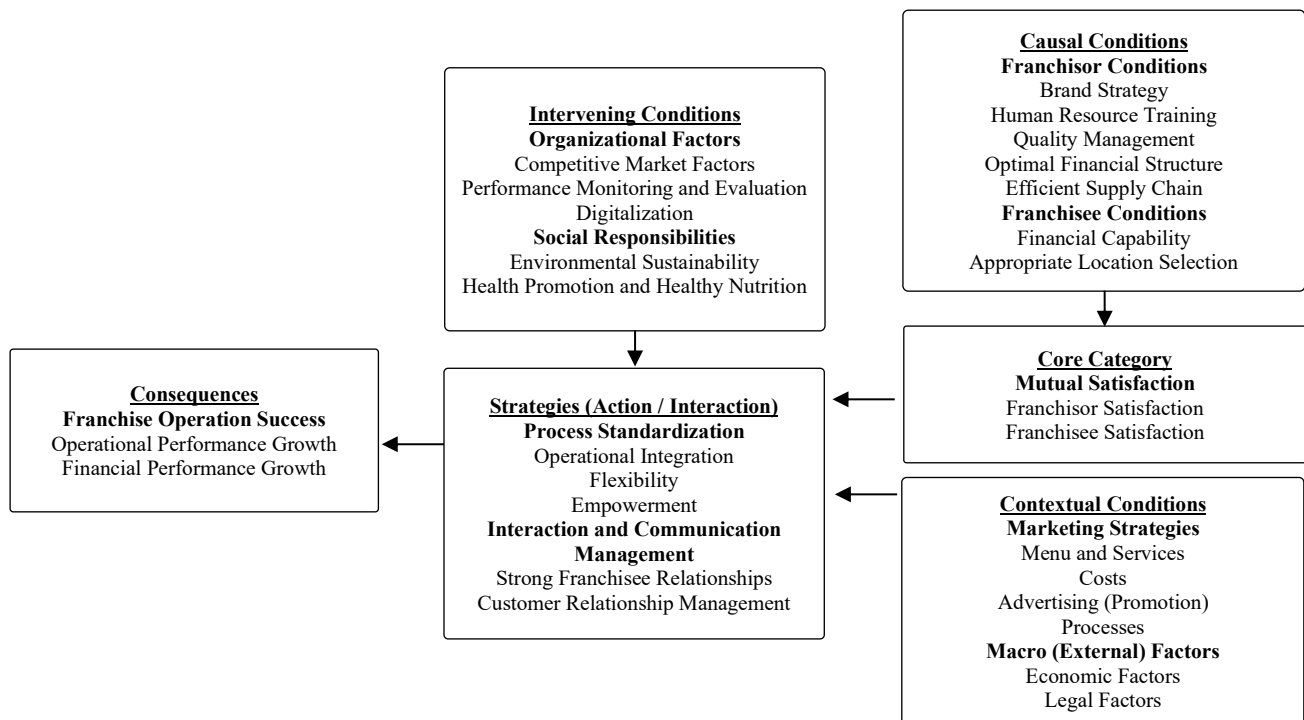 Causal Conditions
Franchisor Conditions
Brand Strategy
Human Resource Training
Quality Management
Optimal Financial Structure
Efficient Supply Chain
Franchisee Conditions
Financial Capability
Appropriate Location Selection
Intervening Conditions
Organizational Factors
Competitive Market Factors
Performance Monitoring and Evaluation
Digitalization
Social Responsibilities
Environmental Sustainability
Health Promotion and Healthy Nutrition
Core Category
Mutual Satisfaction
Franchisor Satisfaction
Franchisee Satisfaction
Consequences
Franchise Operation Success
Operational Performance Growth
Financial Performance Growth
Strategies (Action / Interaction)
Process Standardization
Operational Integration
Flexibility
Empowerment
Interaction and Communication
Management
Strong Franchisee Relationships
Customer Relationship Management
Contextual Conditions
Marketing Strategies
Menu and Services
Costs
Advertising (Promotion)
Processes
Macro (External) Factors
Economic Factors
Legal Factors